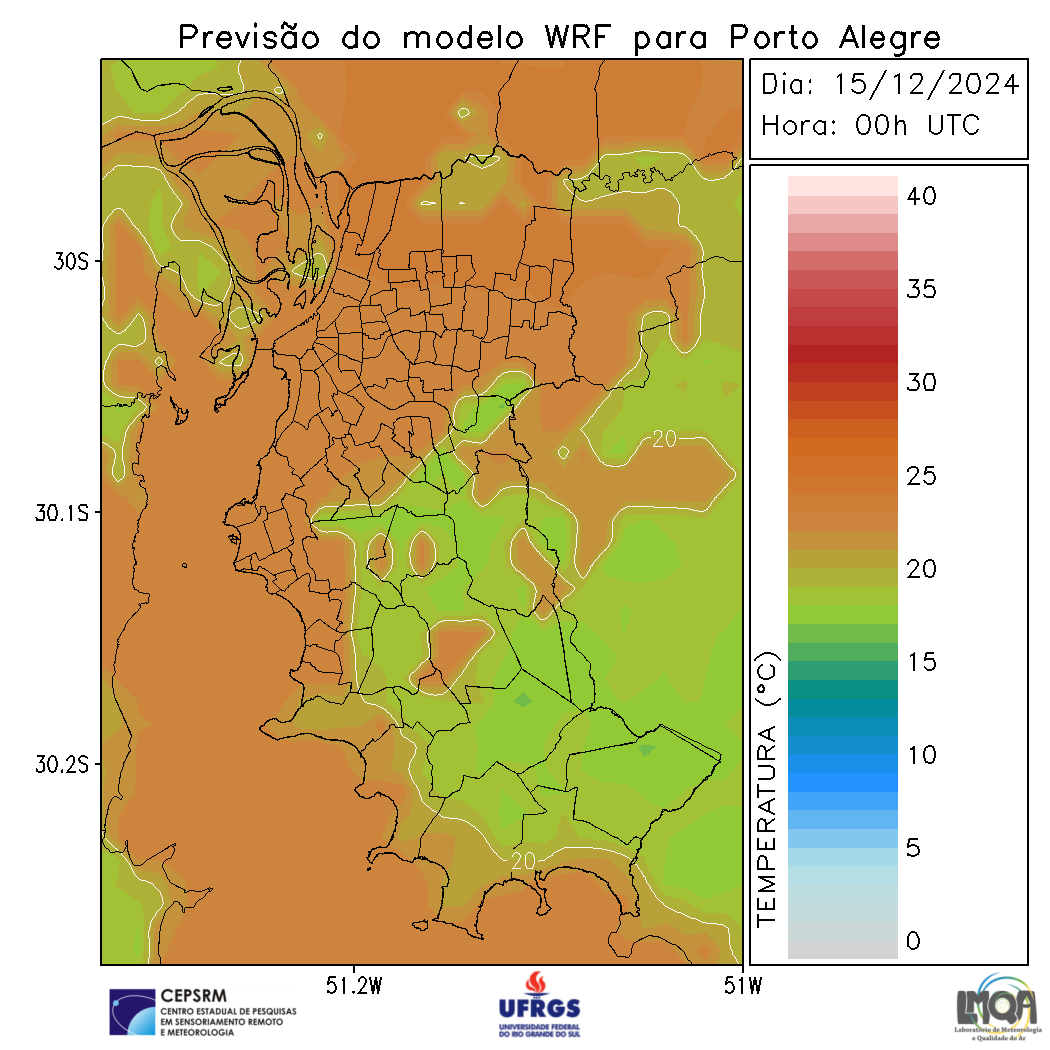 Previsão do modelo WRF para Porto Alegre
Dia: 15/12/2024
Hora: 00h UTC
40
35
30
25
20
15
10
5
0
TEMPERATURA (°C)
30S
30.1S
30.2S
20
20
51.2W
51W
CEPSRM
CENTRO ESTADUAL DE PESQUISAS
EM SENSORIAMENTO REMOTO
E METEOROLOGIA
UFRGS
UNIVERSIDADE FEDERAL
DO RIO GRANDE DO SUL
LMQA
Laboratório de Meteorologia
e Qualidade do Ar